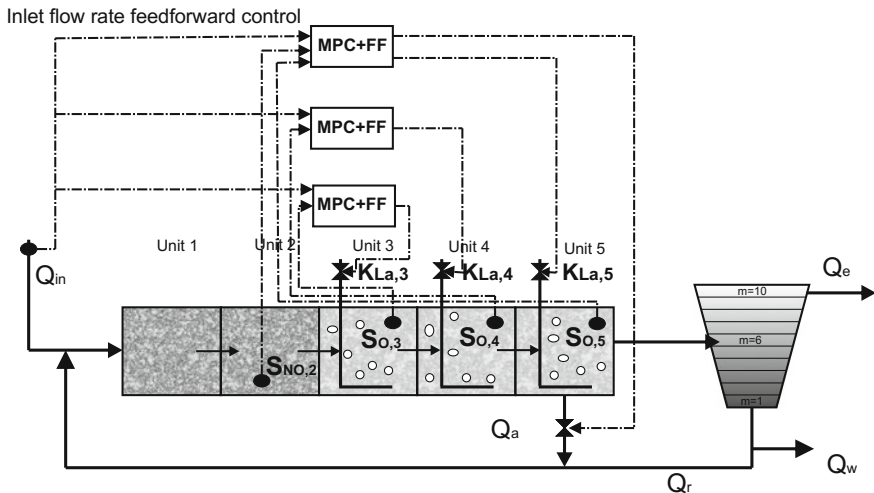 Inlet flow rate feedforward control
MPC+FF
MPC+FF
MPC+FF
Unit 1
Unit 2
Unit 3
Unit 4
Unit 5
Qin
KLa,3
KLa,4
KLa,5
Qe
m=10
SO,3
SO,4
SO,5
m=6
SNO,2
m=1
Qa
Qw
Qr